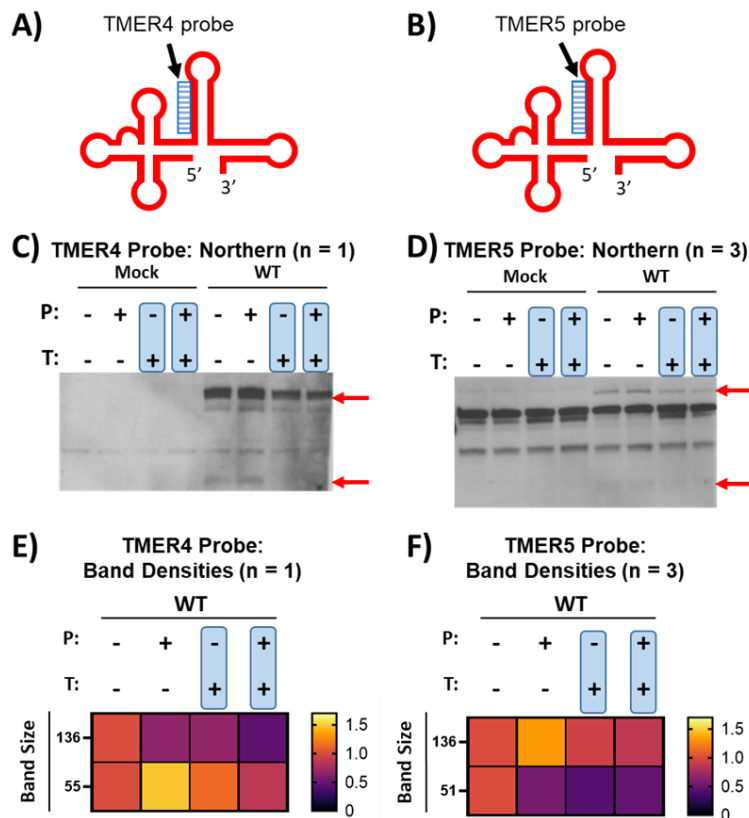 A)
TMER4 probe
5’
3’
B)
TMER5 probe
5’
3’
C) TMER4 Probe: Northern (n = 1)
Mock WT
P: - + - + - + - +
T: - - + + - - + +
D) TMER5 Probe: Northern (n = 3)
Mock WT
P: - + - + - + - +
T: - - + + - - + +
E) TMER4 Probe:
Band Densities (n = 1)
WT
P: - + - +
T: - - + +
Band Size
136
55
1.5
1.0
0.5
0
F) TMER5 Probe:
Band Densities (n = 3)
WT
P: - + - +
T: - - + +
Band Size
136
51
1.5
1.0
0.5
0